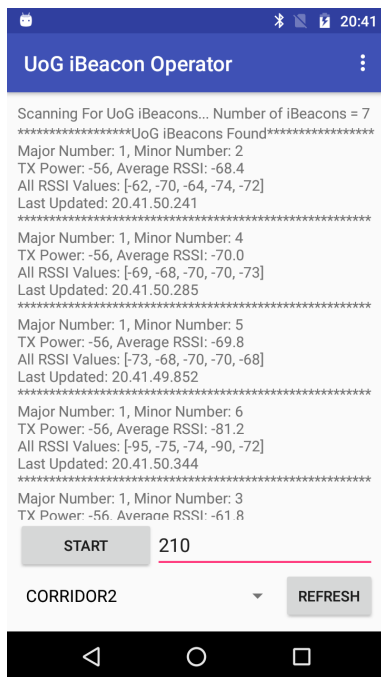 20:41
UoG iBeacon Operator
Scanning For UoG iBeacons... Number of iBeacons = 7
******************UoG iBeacons Found*****************
Major Number: 1, Minor Number: 2
TX Power: -56, Average RSSI: -68.4
All RSSI Values: [-62, -70, -64, -74, -72]
Last Updated: 20.41.50.241
********************************************************
Major Number: 1, Minor Number: 4
TX Power: -56, Average RSSI: -70.0
All RSSI Values: [-69, -68, -70, -70, -73]
Last Updated: 20.41.50.285
********************************************************
Major Number: 1, Minor Number: 5
TX Power: -56, Average RSSI: -69.8
All RSSI Values: [-73, -68, -70, -70, -68]
Last Updated: 20.41.49.852
********************************************************
Major Number: 1, Minor Number: 6
TX Power: -56, Average RSSI: -81.2
All RSSI Values: [-95, -75, -74, -90, -72]
Last Updated: 20.41.50.344
********************************************************
Major Number: 1, Minor Number: 3
TX Power: -56, Average RSSI: -61.8
START 210
CORRIDOR2 REFRESH